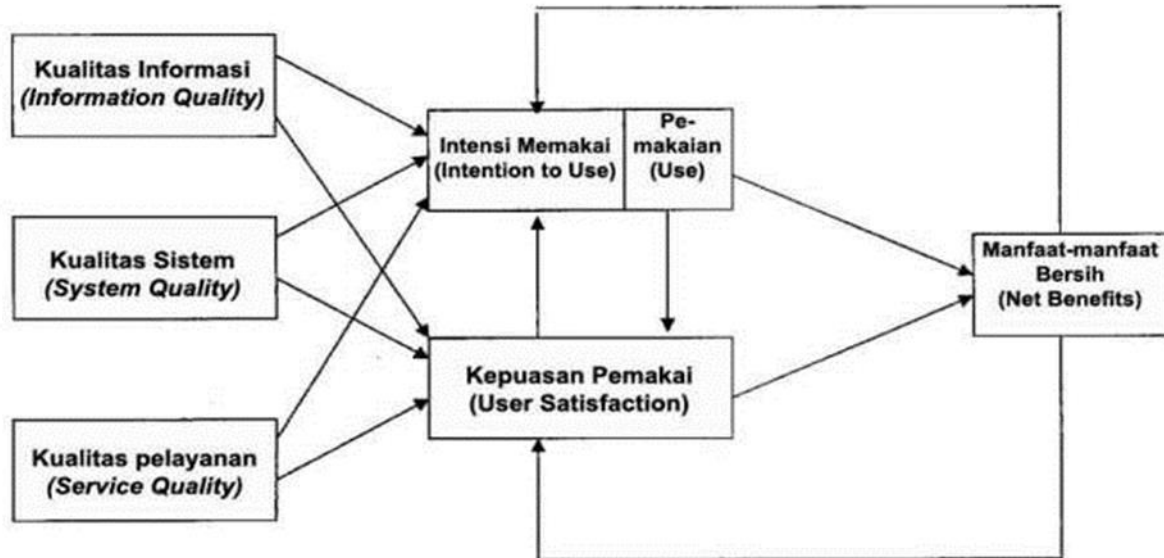 Kualitas Informasi
(Information Quality)
Intensi Memakai
(Intention to Use)
Pe-
makaian
(Use)
Kualitas Sistem
(System Quality)
Manfaat-manfaat
Bersih
(Net Benefits)
Kepuasan Pemakai
(User Satisfaction)
Kualitas pelayanan
(Service Quality)